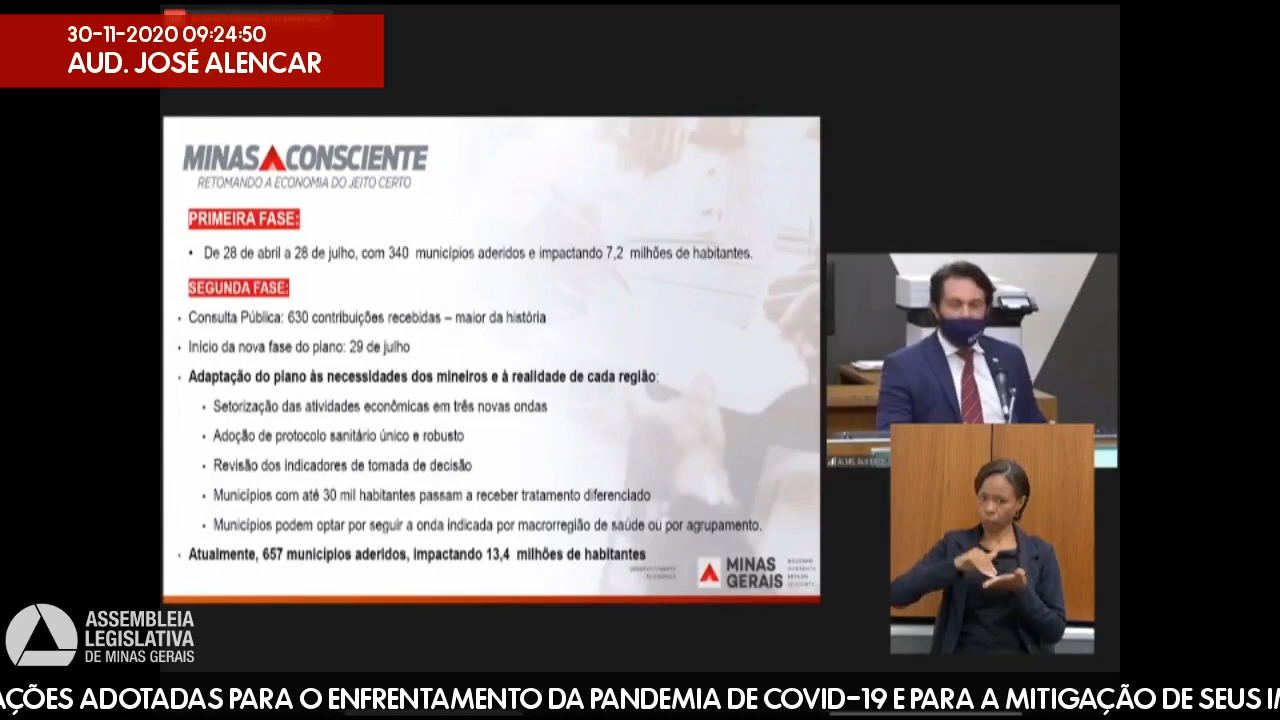 30-11-2020 09:24:50
AUD. JOSÉ ALENCAR
MINAS CONSCIENTE
RETOMANDO A ECONOMIA DO JEITO CERTO
PRIMEIRA FASE:
• De 28 de abril a 28 de julho, com 340 municípios aderidos e impactando 7,2 milhões de habitantes.
SEGUNDA FASE:
• Consulta Pública: 630 contribuições recebidas – maior da história
• Início da nova fase do plano: 29 de julho
• Adaptação do plano às necessidades dos mineiros e à realidade de cada região:
• Setorização das atividades econômicas em três novas ondas
• Adoção de protocolo sanitário único e robusto
• Revisão dos indicadores de tomada de decisão
• Municípios com até 30 mil habitantes passam a receber tratamento diferenciado
• Municípios podem optar por seguir a onda indicada por macrorregião de saúde ou por agrupamento.
• Atualmente, 657 municípios aderidos, impactando 13,4 milhões de habitantes
MINAS
GERAIS
ASSEMBLEIA
LEGISLATIVA
DE MINAS GERAIS
AÇÕES ADOTADAS PARA O ENFRENTAMENTO DA PANDEMIA DE COVID-19 E PARA A MITIGAÇÃO DE SEUS